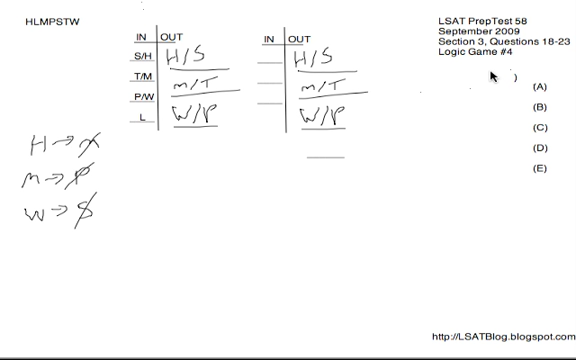 HLMPSTW
LSAT PrepTest 58
September 2009
Section 3, Questions 18-23
Logic Game #4
IN OUT
S/H H/S
T/M M/T
P/W W/P
L
IN OUT
H/S
M/T
W/P
)
(A)
(B)
(C)
(D)
(E)
H →
M → P
W → S
http://LSATBlog.blogspot.com